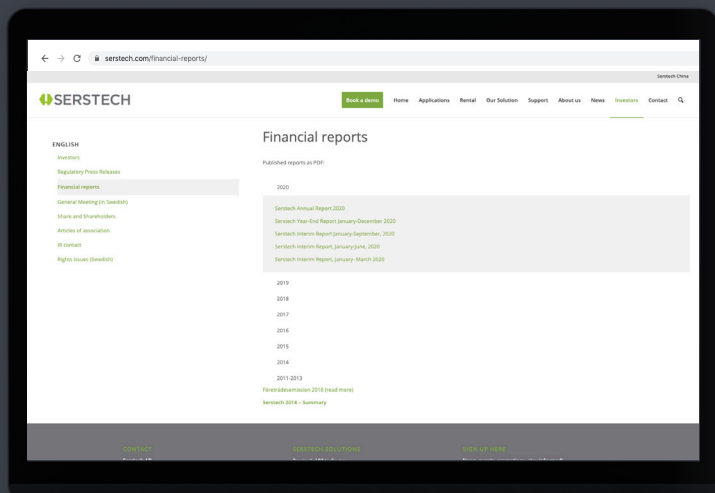 serstech.com/financial-reports/
Serstech China
SERSTECH
Book a demo Home Applications Rental Our Solution Support About us News Investors Contact
ENGLISH
Investors
Regulatory Press Releases
Financial reports
General Meeting (in Swedish)
Share and Shareholders
Articles of association
IR contact
Rights issues (Swedish)
Financial reports
Published reports as PDF:
2020
Serstech Annual Report 2020
Serstech Year-End Report January-December 2020
Serstech Interim Report January-September, 2020
Serstech Interim Report, January-June, 2020
Serstech Interim Report, January- March 2020
2019
2018
2017
2016
2015
2014
2011-2013
Företrädesemission 2018 (read more)
Serstech 2018 – Summary
CONTACT SERSTECH SOLUTIONS SIGN UP HERE